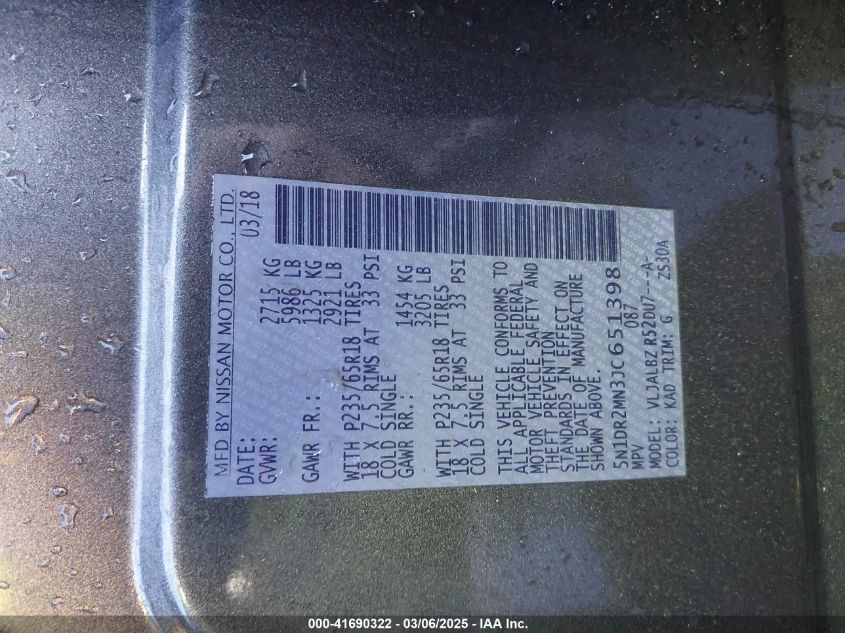 MFD BY NISSAN MOTOR CO., LTD.
DATE: 03/18
GVWR: 2715 KG
5986 LB
GAWR FR.: 1325 KG
2921 LB
WITH P235/65R18 TIRES
18 X 7.5 RIMS AT 33 PSI
COLD SINGLE
GAWR RR.: 1454 KG
3205 LB
WITH P235/65R18 TIRES
18 X 7.5 RIMS AT 33 PSI
COLD SINGLE
THIS VEHICLE CONFORMS TO
ALL APPLICABLE FEDERAL
MOTOR VEHICLE SAFETY AND
THEFT PREVENTION
STANDARDS IN EFFECT ON
THE DATE OF MANUFACTURE
SHOWN ABOVE.
5N1DR2MN3JC651398
MPV 087
MODEL: VLJALBZ R52DU7---A-
COLOR: KAD TRIM: G ZS30A
000-41690322 - 03/06/2025 - IAA Inc.